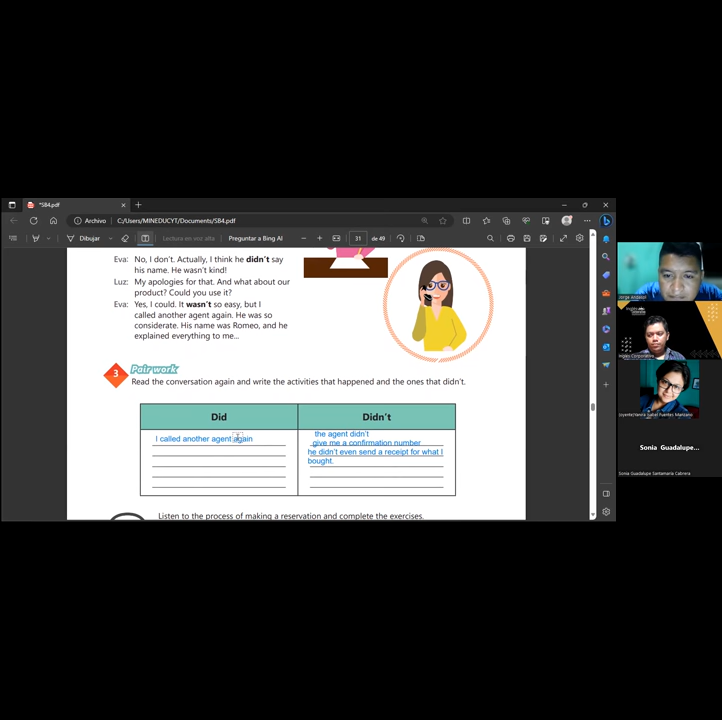 *SB4.pdf
Archivo
C:/Users/MINEDUCYT/Documents/SB4.pdf
Dibujar
Lectura en voz alta
Preguntar a Bing AI
31
de 49
Eva: No, I don't. Actually, I think he didn't say
his name. He wasn't kind!
Luz: My apologies for that. And what about our
product? Could you use it?
Eva: Yes, I could. It wasn't so easy, but I
called another agent again. He was so
considerate. His name was Romeo, and he
explained everything to me...
3
Pair work
Read the conversation again and write the activities that happened and the ones that didn't.
Did
Didn't
I called another agent again
the agent didn't
give me a confirmation number
he didn't even send a receipt for what I
bought.
Listen to the process of making a reservation and complete the exercises.
Sonia Guadalupe...
Sonia Guadalupe Santamaria Cabrera